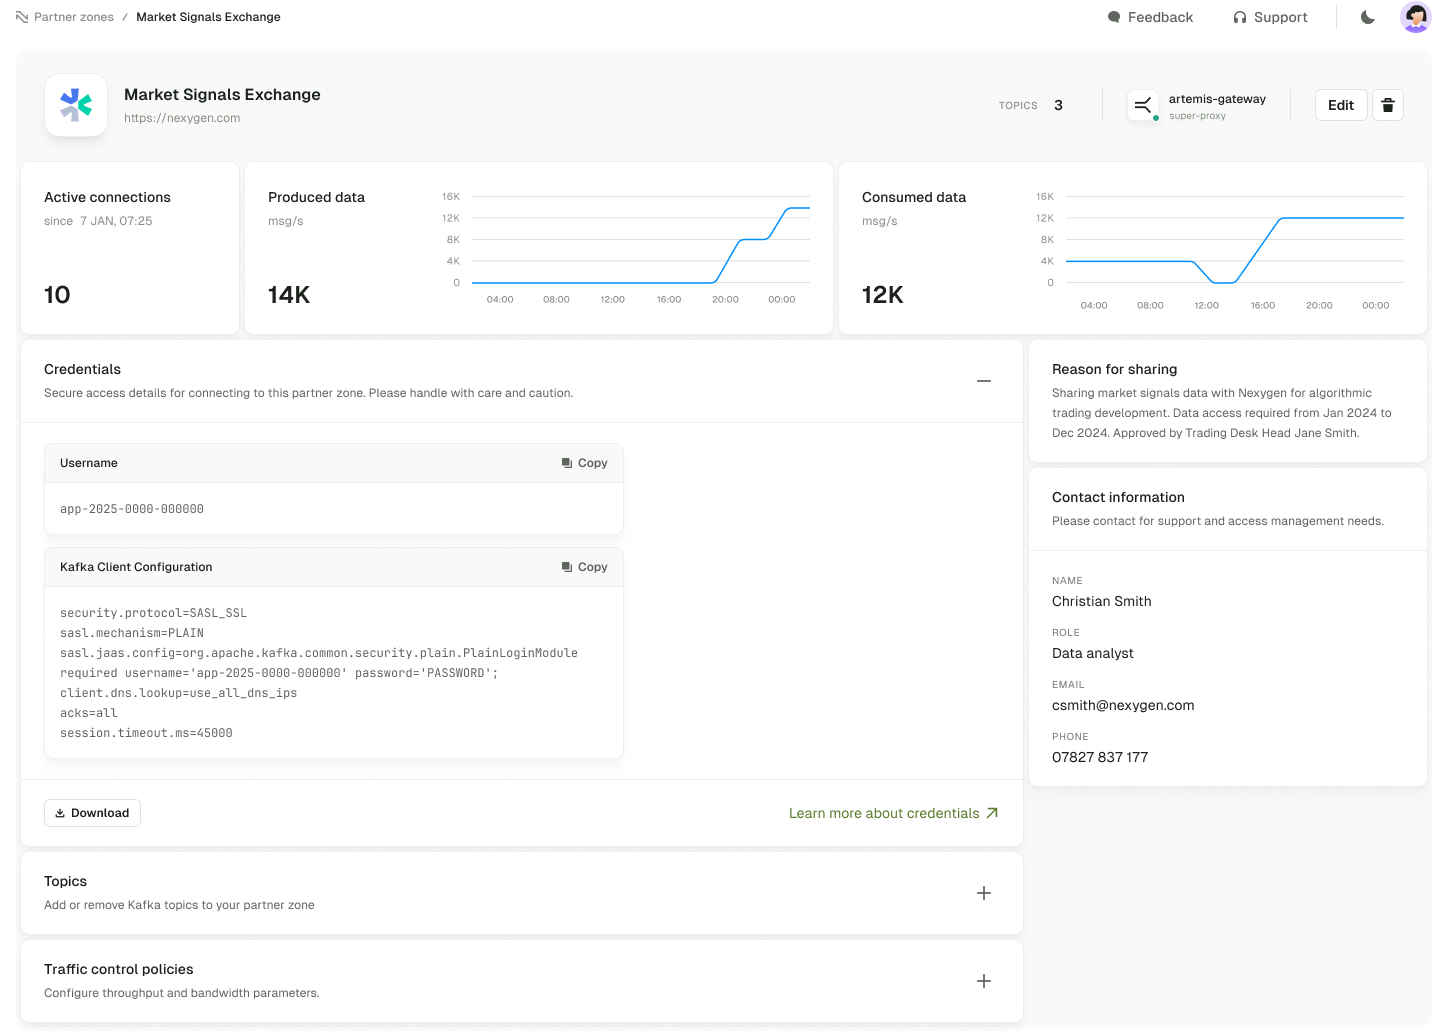 Partner zones / Market Signals Exchange
Feedback
Support
Market Signals Exchange
https://nexygen.com
TOPICS 3
artemis-gateway
super-proxy
Edit
Active connections
since 7 JAN, 07:25
10
Produced data
msg/s
14K
16K
12K
8K
4K
0
04:00 08:00 12:00 16:00 20:00 00:00
Consumed data
msg/s
12K
16K
12K
8K
4K
0
04:00 08:00 12:00 16:00 20:00 00:00
Credentials
Secure access details for connecting to this partner zone. Please handle with care and caution.
Username
Copy
app-2025-0000-000000
Kafka Client Configuration
Copy
security.protocol=SASL_SSL
sasl.mechanism=PLAIN
sasl.jaas.config=org.apache.kafka.common.security.plain.PlainLoginModule
required username='app-2025-0000-000000' password='PASSWORD';
client.dns.lookup=use_all_dns_ips
acks=all
session.timeout.ms=45000
Download
Learn more about credentials
Topics
Add or remove Kafka topics to your partner zone
Traffic control policies
Configure throughput and bandwidth parameters.
Reason for sharing
Sharing market signals data with Nexygen for algorithmic
trading development. Data access required from Jan 2024 to
Dec 2024. Approved by Trading Desk Head Jane Smith.
Contact information
Please contact for support and access management needs.
NAME
Christian Smith
ROLE
Data analyst
EMAIL
csmith@nexygen.com
PHONE
07827 837 177